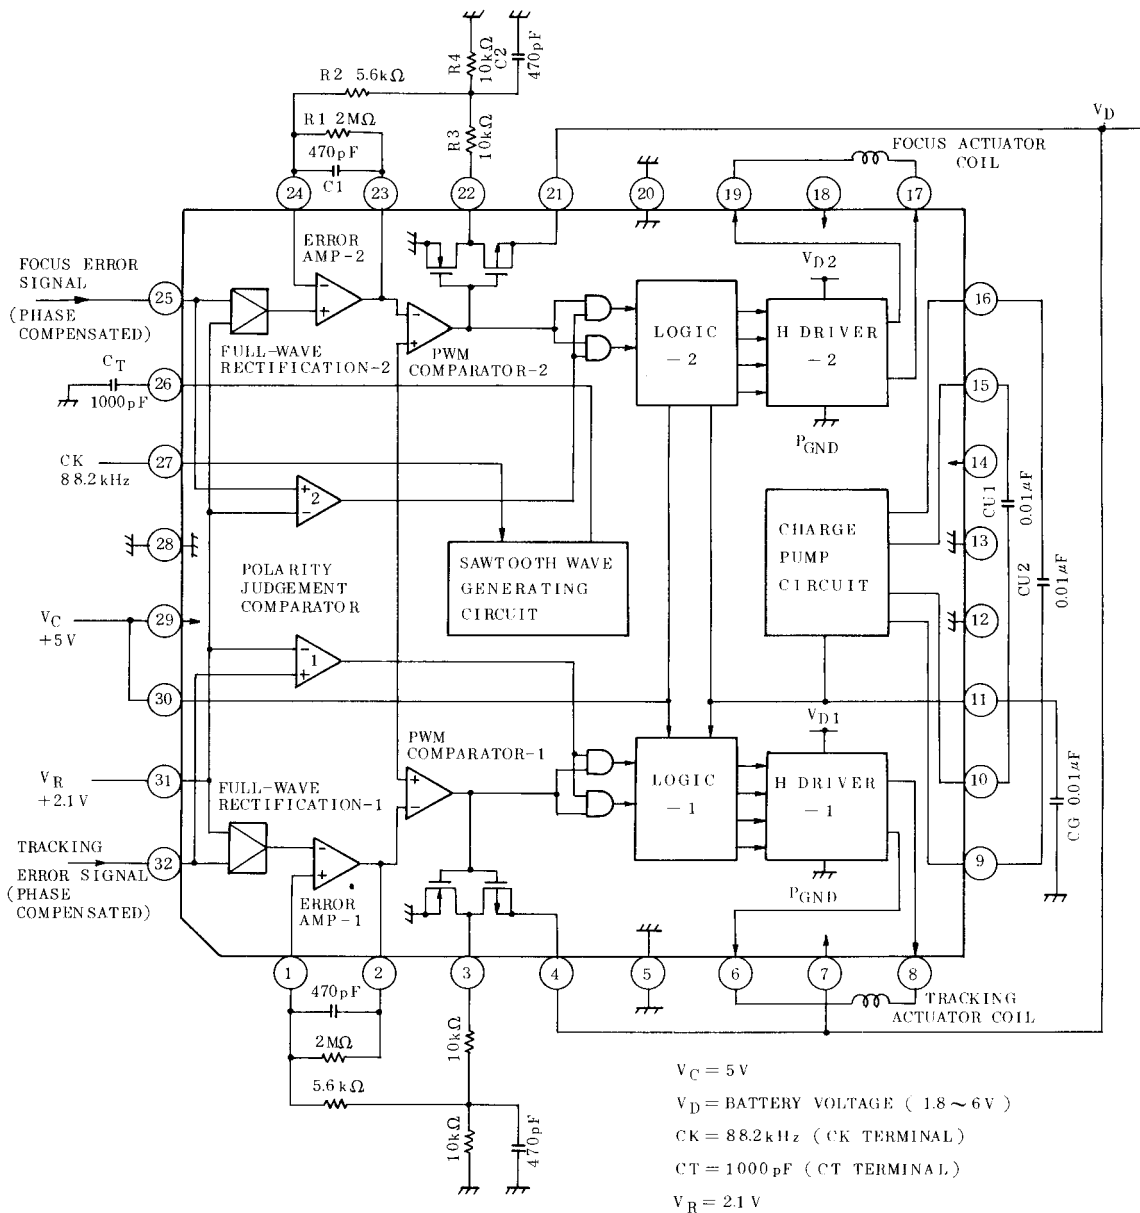 R4
10kΩ
C2
470pF
R2 5.6kΩ
R1 2MΩ
470pF
C1
R3
10kΩ
V_D
FOCUS ACTUATOR
COIL
24
23
22
21
20
19
18
17
ERROR
AMP-2
V_D2
FOCUS ERROR
SIGNAL
(PHASE
COMPENSATED)
25
FULL-WAVE
RECTIFICATION-2
PWM
COMPARATOR-2
LOGIC
-2
H DRIVER
-2
16
C_T
1000pF
26
P_GND
15
CK
88.2kHz
27
2
14
CU1
0.01μF
28
CHARGE
PUMP
CIRCUIT
13
CU2
0.01μF
POLARITY
JUDGEMENT
COMPARATOR
SAWTOOTH WAVE
GENERATING
CIRCUIT
V_C
+5V
29
12
1
30
11
V_D1
PWM
COMPARATOR-1
V_R
+2.1V
31
FULL-WAVE
RECTIFICATION-1
LOGIC
-1
H DRIVER
-1
10
CG 0.01μF
TRACKING
ERROR SIGNAL
(PHASE
COMPENSATED)
32
ERROR
AMP-1
P_GND
9
1
2
3
4
5
6
7
8
470pF
2MΩ
5.6kΩ
10kΩ
10kΩ
470pF
TRACKING
ACTUATOR COIL
V_C = 5V
V_D = BATTERY VOLTAGE ( 1.8~6V )
CK = 88.2kHz ( CK TERMINAL)
CT = 1000pF ( CT TERMINAL)
V_R = 2.1 V